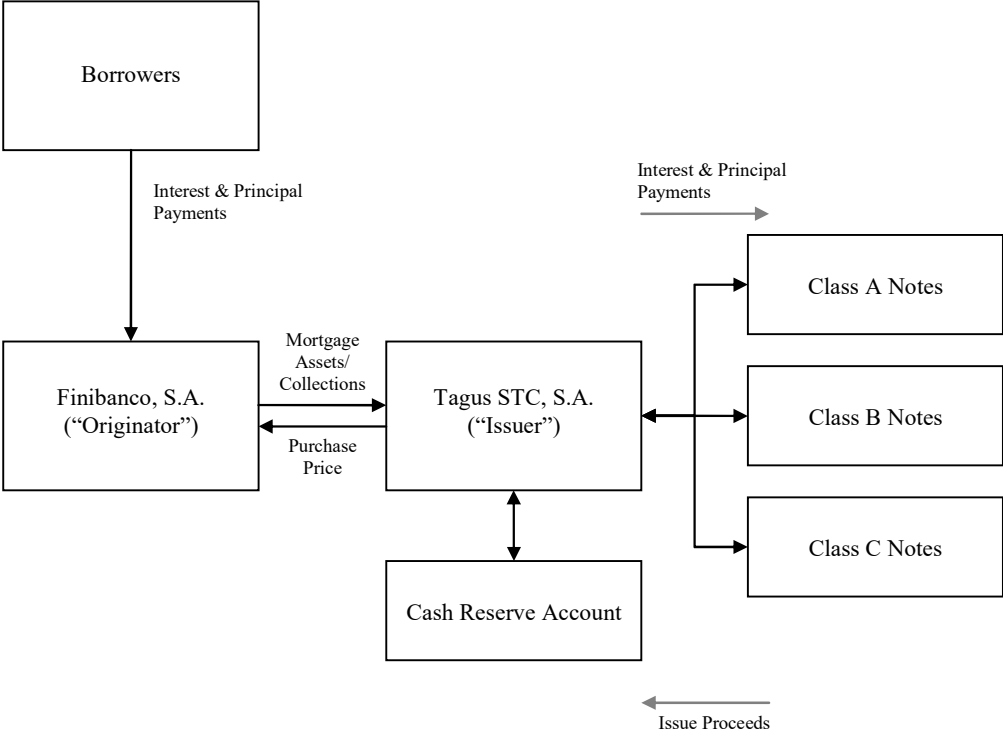 Borrowers
Interest & Principal
Payments
Interest & Principal
Payments
Class A Notes
Mortgage
Assets/
Collections
Finibanco, S.A.
(“Originator”)
Tagus STC, S.A.
(“Issuer”)
Class B Notes
Purchase
Price
Class C Notes
Cash Reserve Account
Issue Proceeds